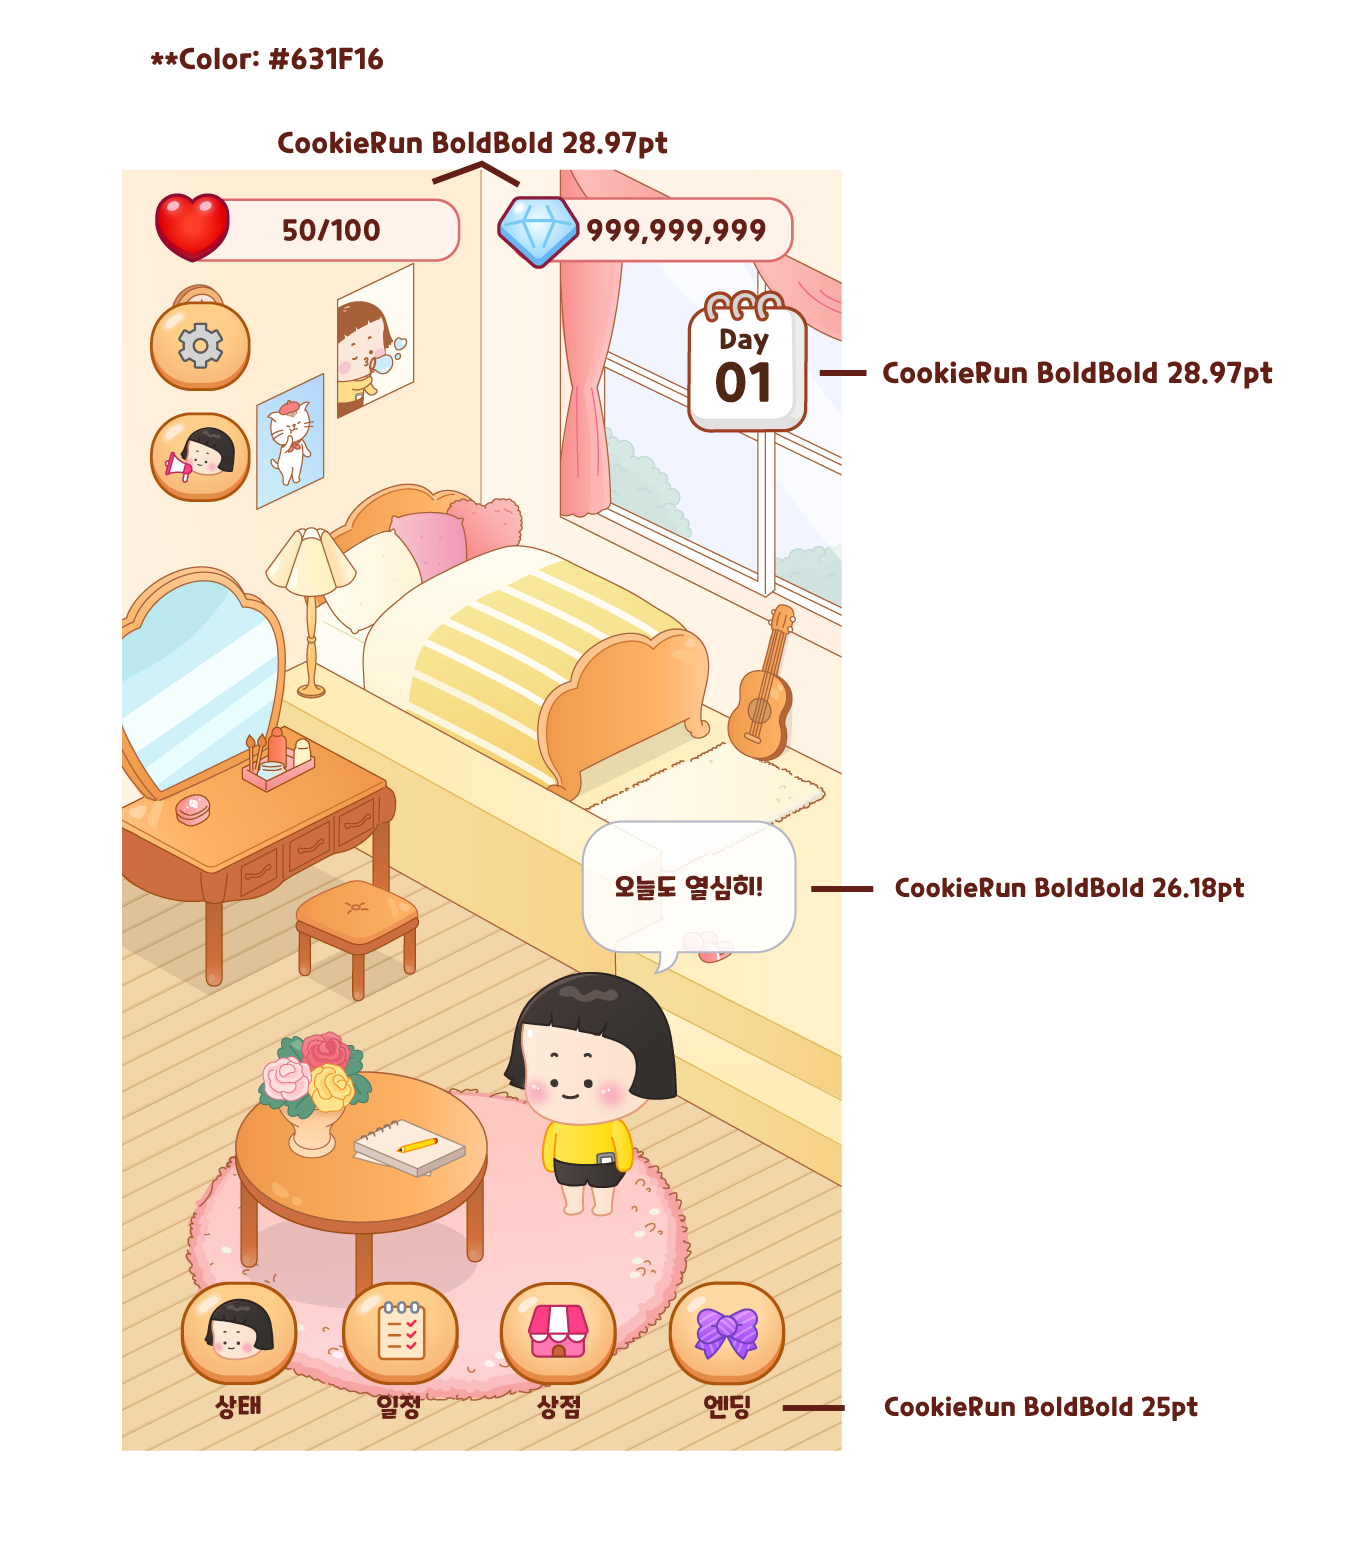 **Color: #631F16
CookieRun BoldBold 28.97pt
50/100
999,999,999
Day
01
CookieRun BoldBold 28.97pt
오늘도 열심히!
CookieRun BoldBold 26.18pt
상태
일정
상점
엔딩
CookieRun BoldBold 25pt